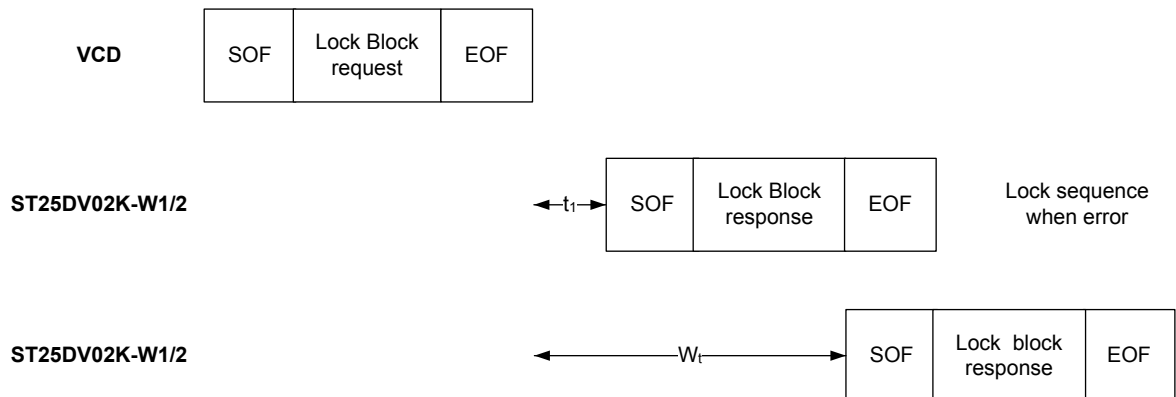 VCD
SOF
Lock Block
request
EOF
ST25DV02K-W1/2
t1
SOF
Lock Block
response
EOF
Lock sequence
when error
ST25DV02K-W1/2
Wt
SOF
Lock block
response
EOF